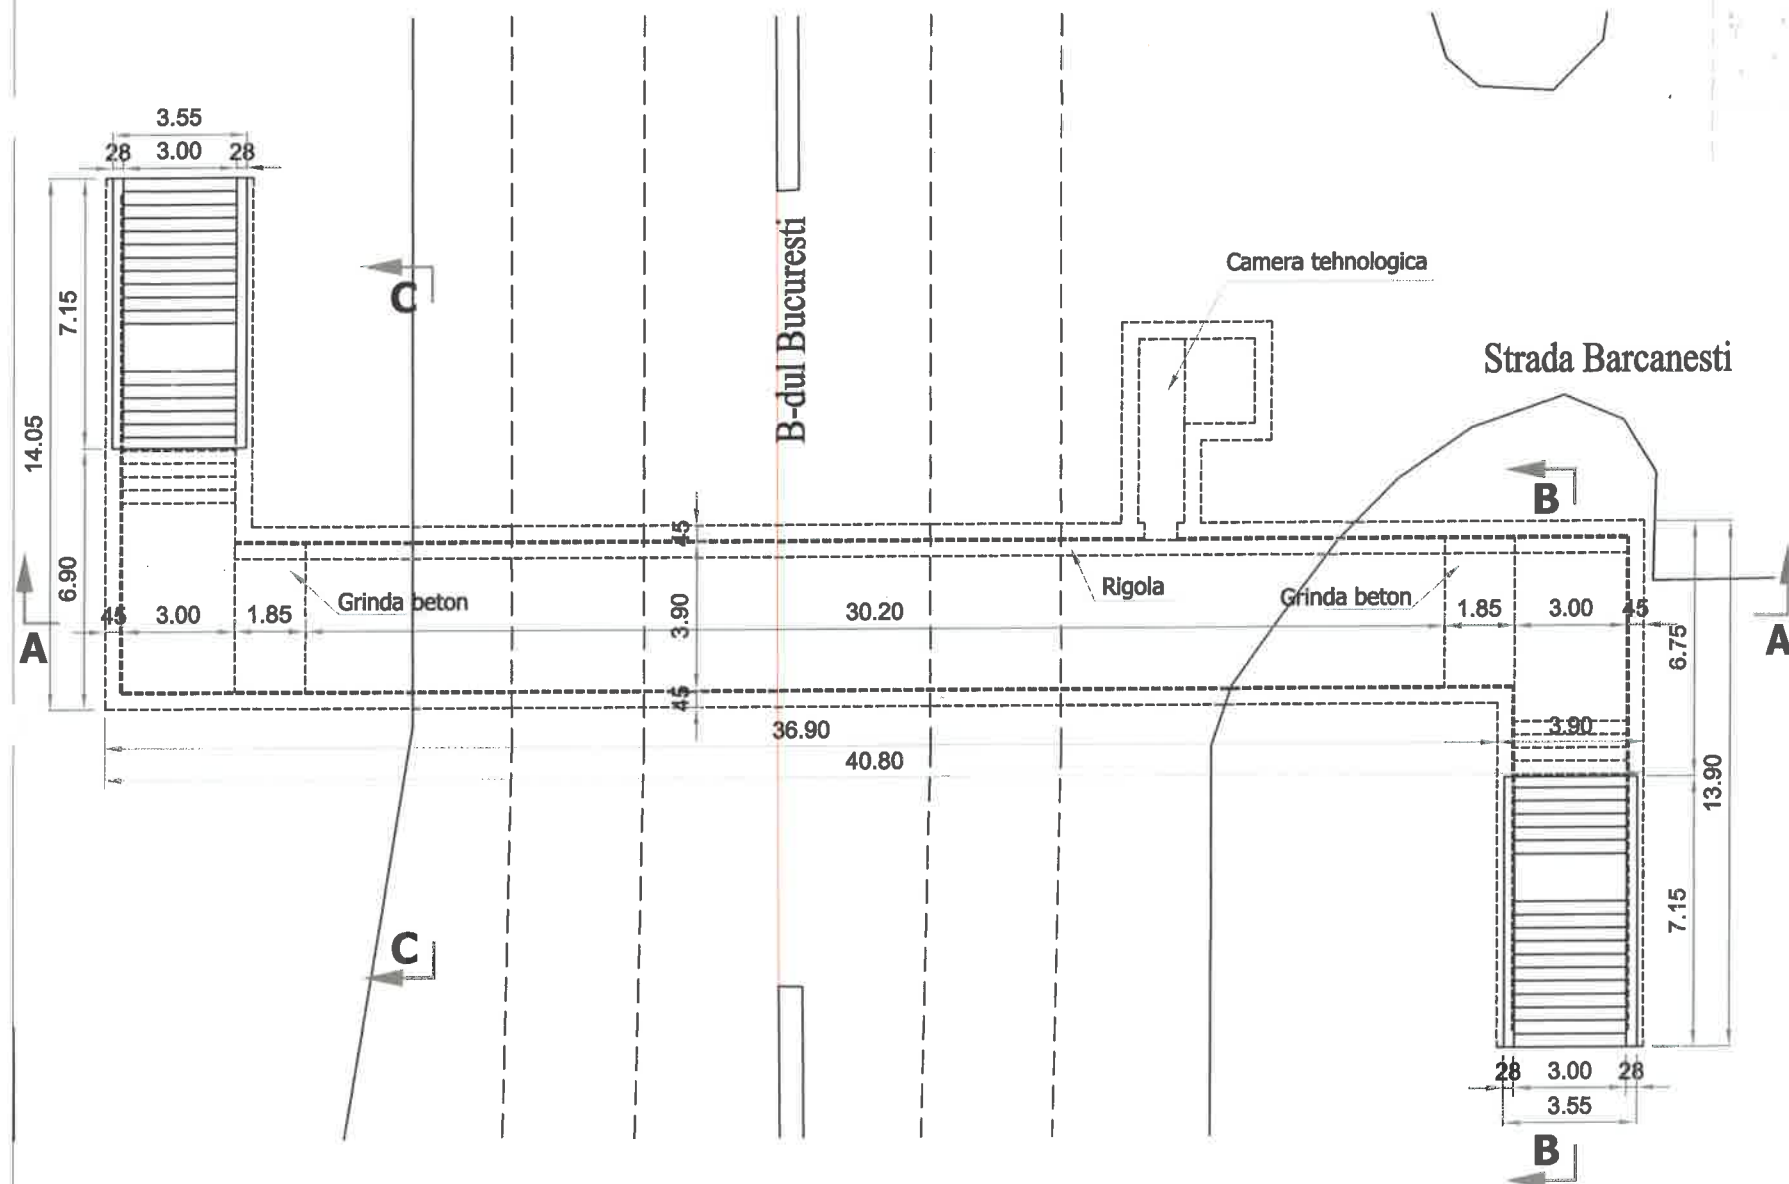 3.55
28 3.00 28
7.15
14.05
6.90
C
B-dul Bucuresti
Camera tehnologica
Strada Barcanesti
B
45
A
45 3.00 1.85
Grinda beton
3.90
30.20
Rigola
Grinda beton
1.85 3.00 45
6.75
A
45
36.90
40.80
3.90
13.90
7.15
C
28 3.00 28
3.55
B